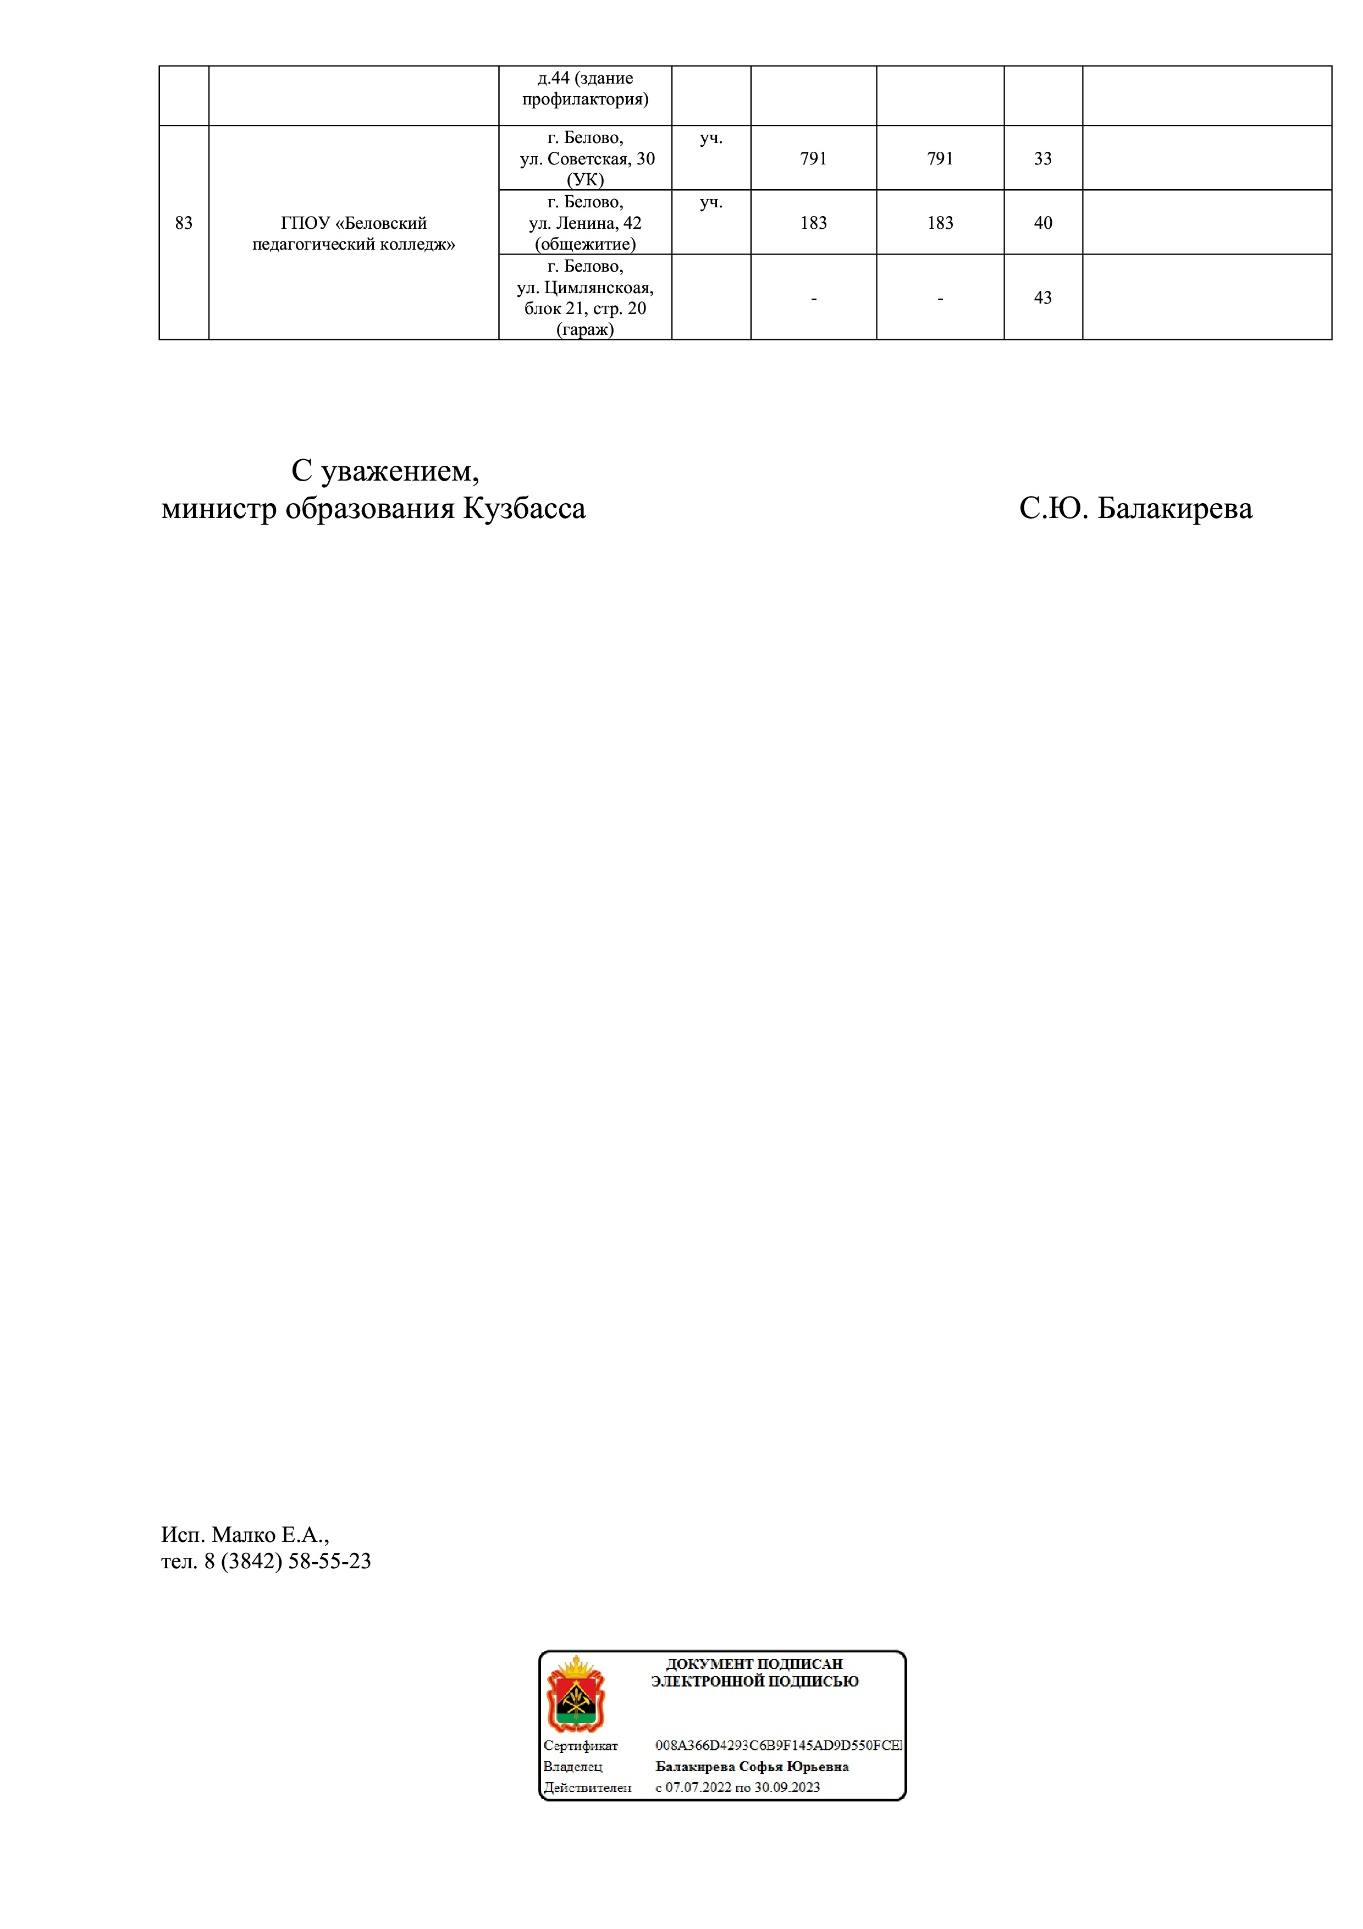 д.44 (здание
профилактория)
83
ГПОУ «Беловский
педагогический колледж»
г. Белово,
ул. Советская, 30
(УК)
уч.
791
791
33
г. Белово,
ул. Ленина, 42
(общежитие)
уч.
183
183
40
г. Белово,
ул. Цимлянскоая,
блок 21, стр. 20
(гараж)
-
-
43
С уважением,
министр образования Кузбасса
С.Ю. Балакирева
Исп. Малко Е.А.,
тел. 8 (3842) 58-55-23
ДОКУМЕНТ ПОДПИСАН
ЭЛЕКТРОННОЙ ПОДПИСЬЮ
Сертификат 008A366D4293C6B9F145AD9D550FCE
Владелец Балакирева Софья Юрьевна
Действителен с 07.07.2022 по 30.09.2023